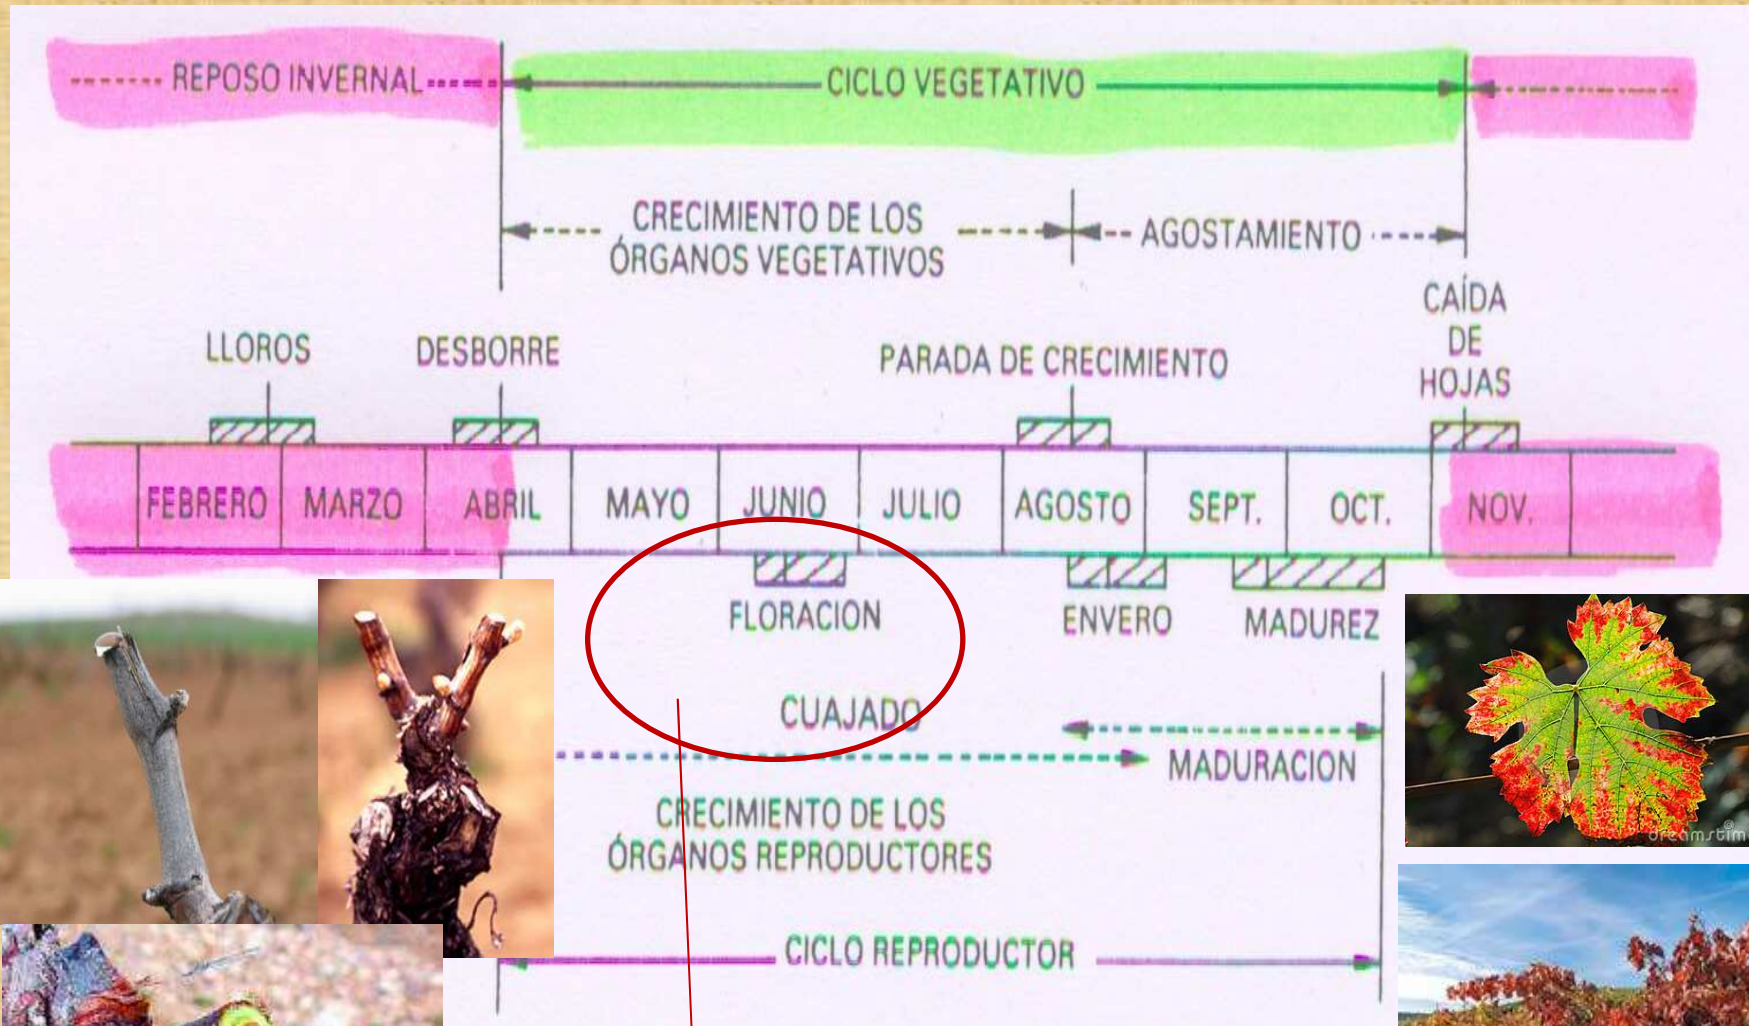 REPOSO INVERNAL
CICLO VEGETATIVO
CRECIMIENTO DE LOS
ÓRGANOS VEGETATIVOS
AGOSTAMIENTO
LLOROS
DESBORRE
PARADA DE CRECIMIENTO
CAÍDA
DE
HOJAS
FEBRERO
MARZO
ABRIL
MAYO
JUNIO
JULIO
AGOSTO
SEPT.
OCT.
NOV.
FLORACION
ENVERO
MADUREZ
CUAJADO
MADURACION
CRECIMIENTO DE LOS
ÓRGANOS REPRODUCTORES
CICLO REPRODUCTOR
dreamstim